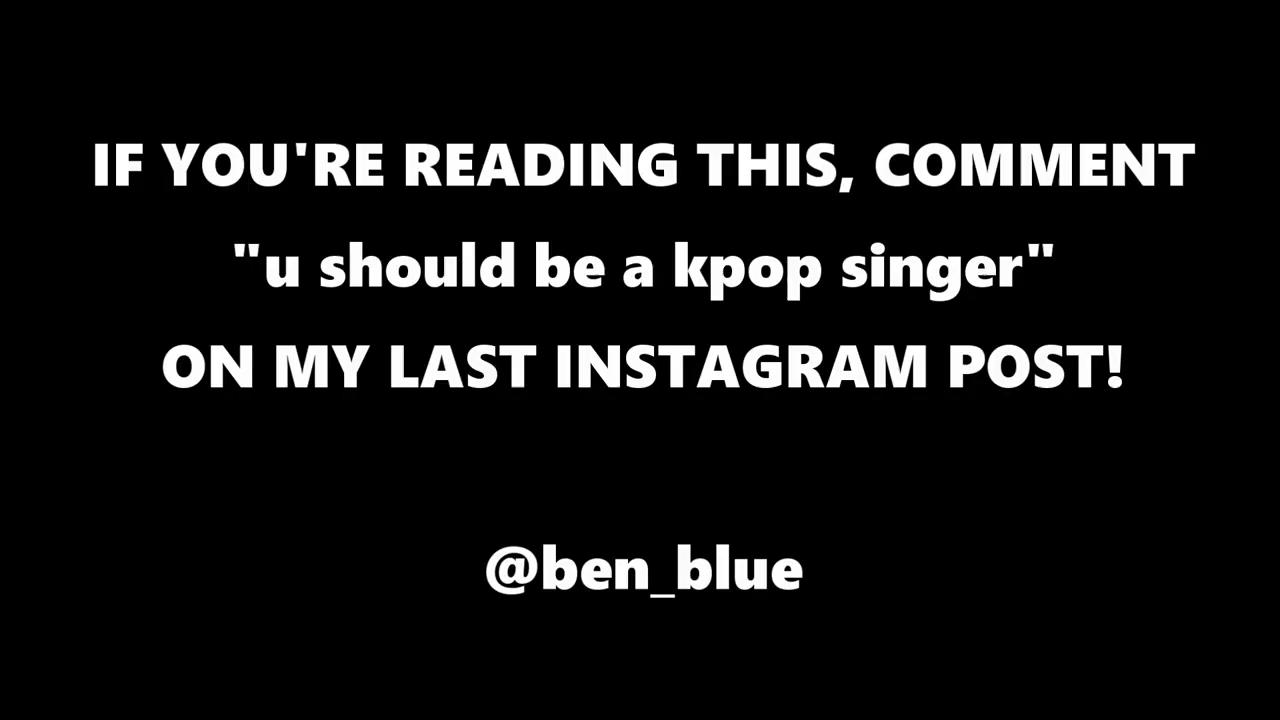 IF YOU'RE READING THIS, COMMENT
"u should be a kpop singer"
ON MY LAST INSTAGRAM POST!
@ben_blue